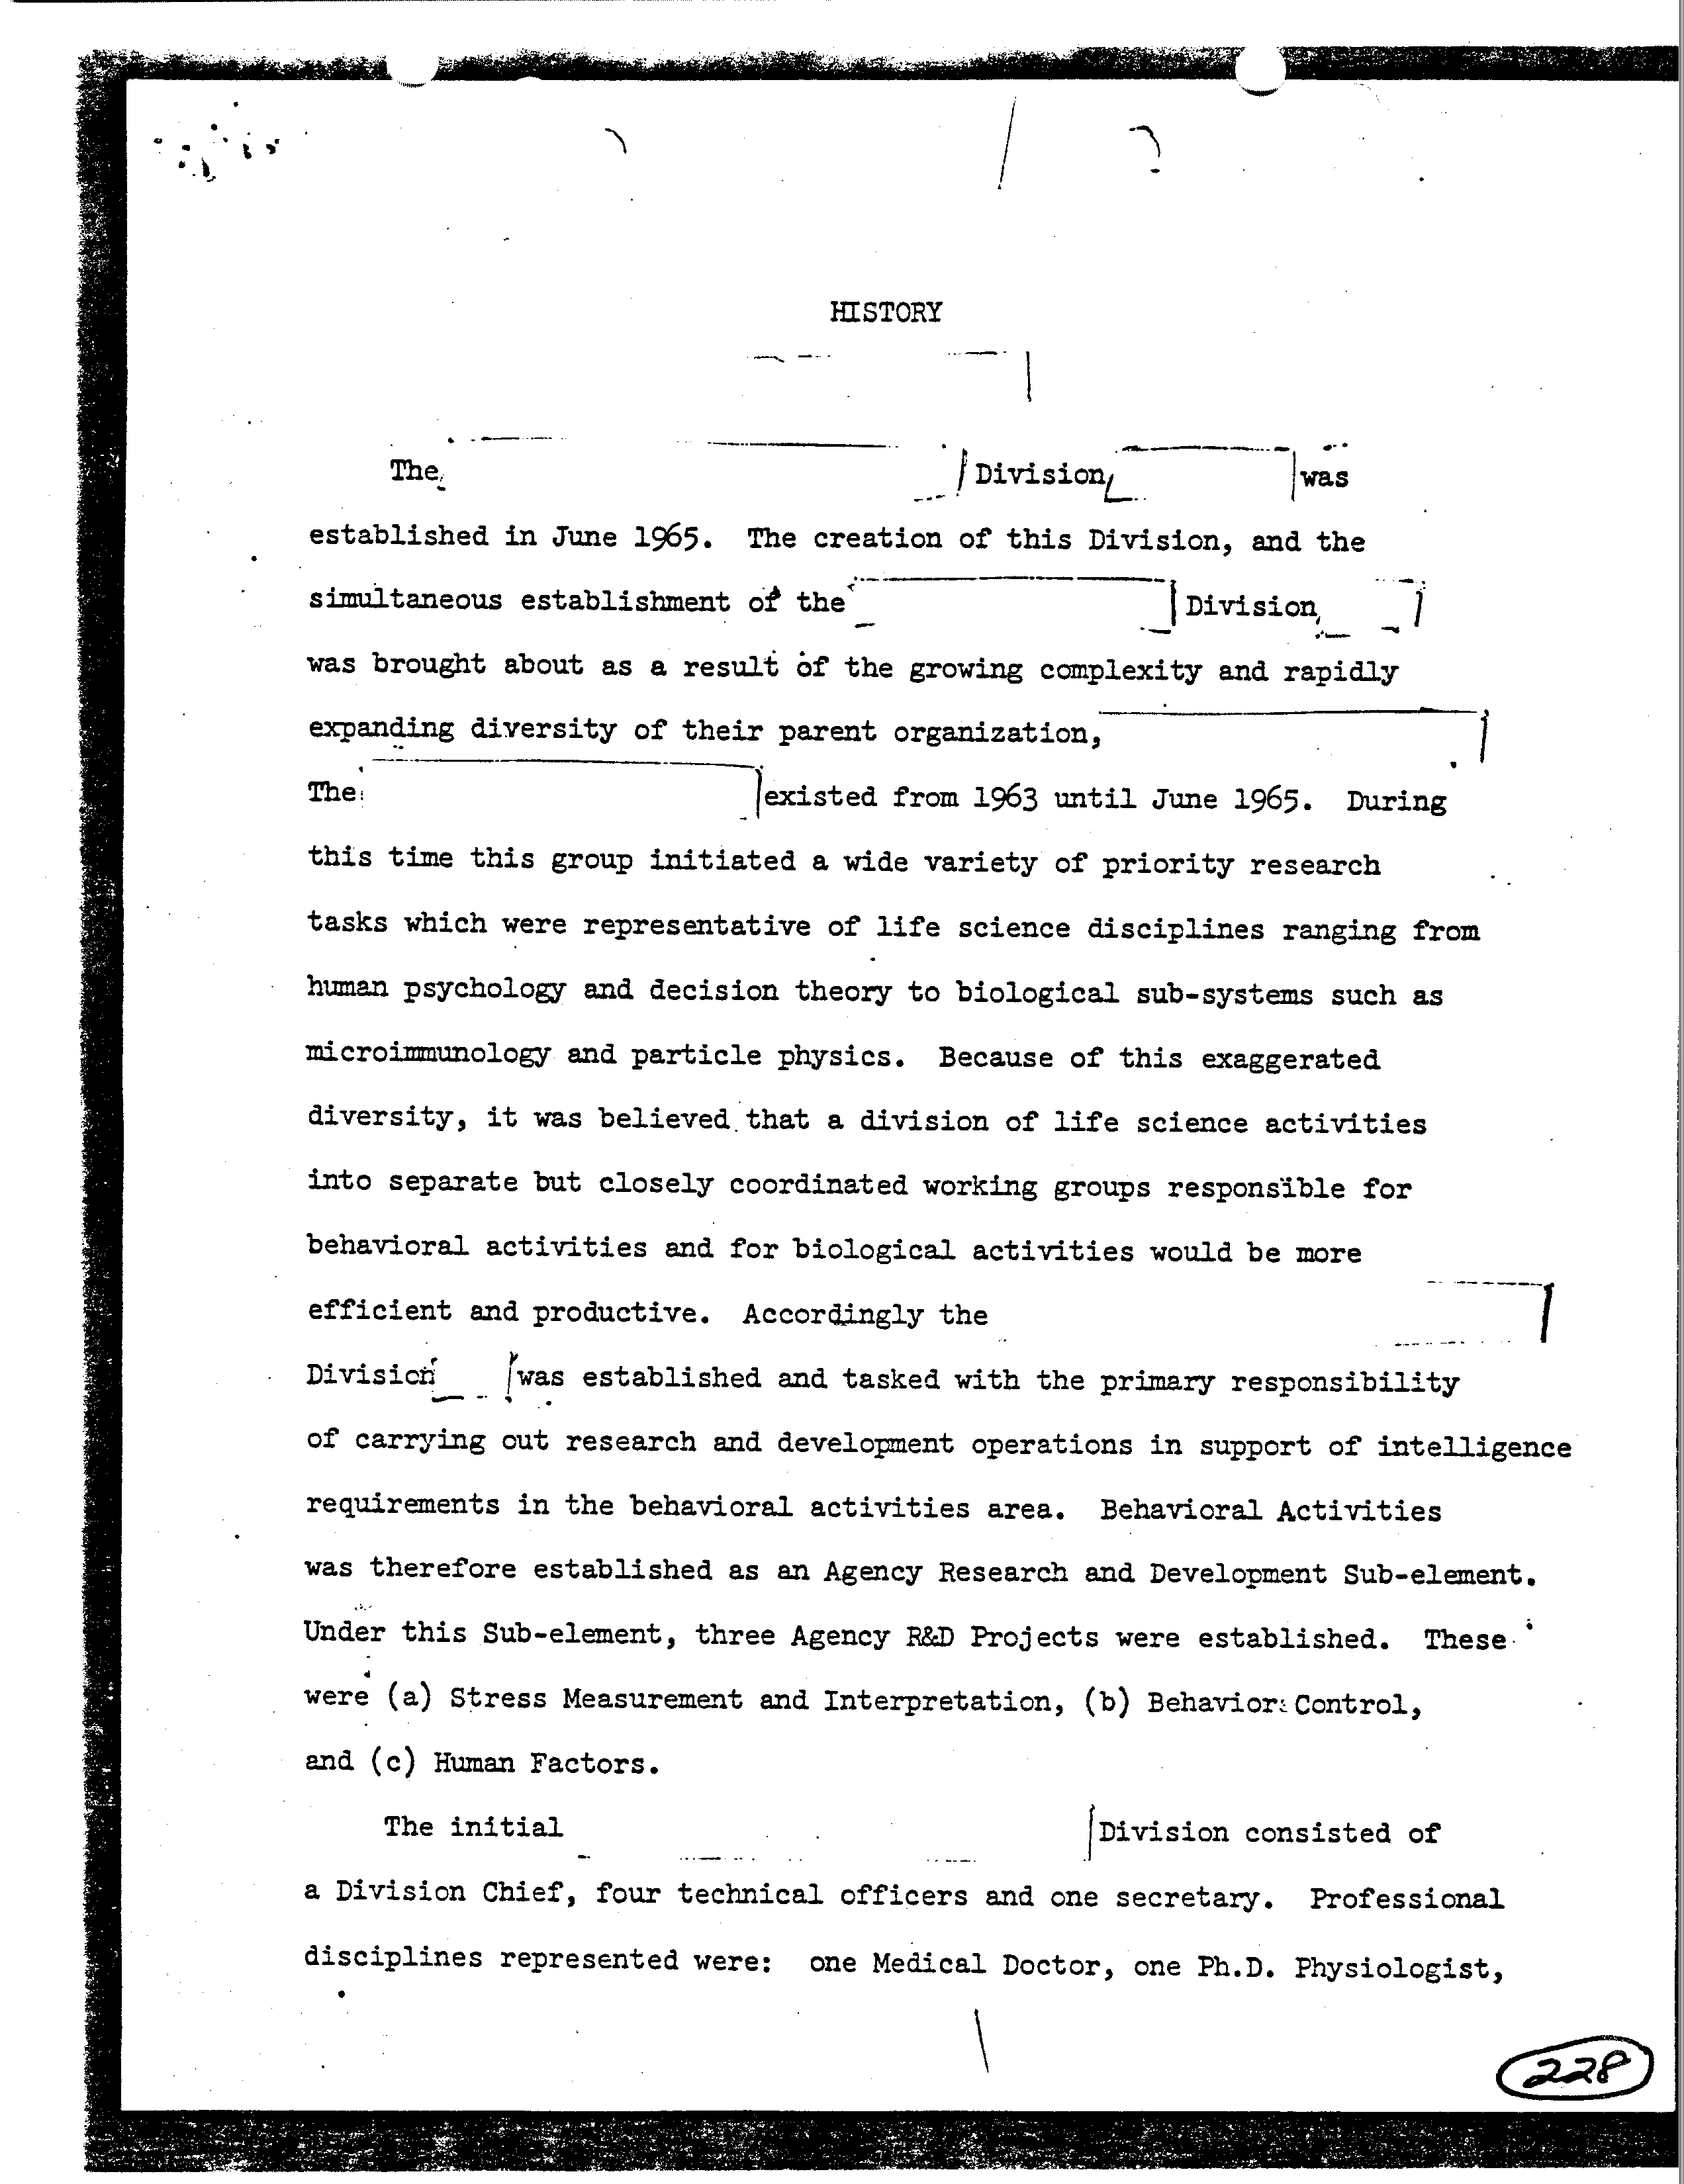 HISTORY
The Division was
established in June 1965. The creation of this Division, and the
simultaneous establishment of the Division
was brought about as a result of the growing complexity and rapidly
expanding diversity of their parent organization,
The existed from 1963 until June 1965. During
this time this group initiated a wide variety of priority research
tasks which were representative of life science disciplines ranging from
human psychology and decision theory to biological sub-systems such as
microimmunology and particle physics. Because of this exaggerated
diversity, it was believed that a division of life science activities
into separate but closely coordinated working groups responsible for
behavioral activities and for biological activities would be more
efficient and productive. Accordingly the
Division was established and tasked with the primary responsibility
of carrying out research and development operations in support of intelligence
requirements in the behavioral activities area. Behavioral Activities
was therefore established as an Agency Research and Development Sub-element.
Under this Sub-element, three Agency R&D Projects were established. These
were (a) Stress Measurement and Interpretation, (b) Behavior Control,
and (c) Human Factors.
The initial Division consisted of
a Division Chief, four technical officers and one secretary. Professional
disciplines represented were: one Medical Doctor, one Ph.D. Physiologist,
228